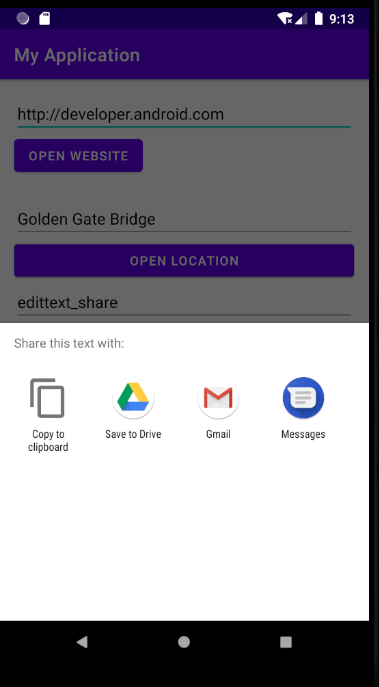 9:13
My Application
http://developer.android.com
OPEN WEBSITE
Golden Gate Bridge
OPEN LOCATION
edittext_share
Share this text with:
Copy to
clipboard
Save to Drive
Gmail
Messages